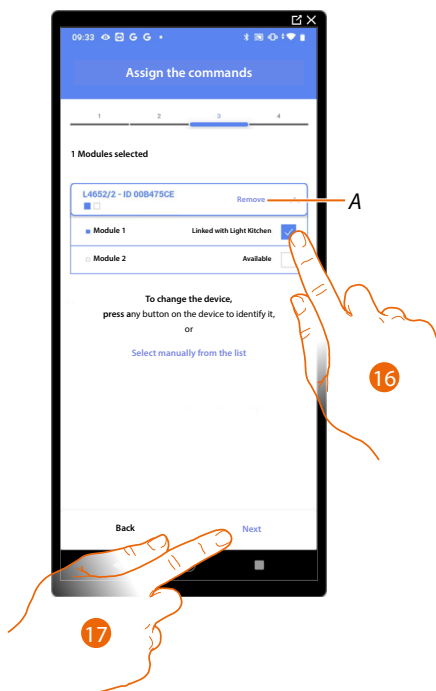 09:33 G G
Assign the commands
1 2 3 4
1 Modules selected
L4652/2 - ID 00B475CE
Remove
A
Module 1 Linked with Light Kitchen
Module 2 Available
To change the device,
press any button on the device to identify it,
or
Select manually from the list
16
Back Next
17